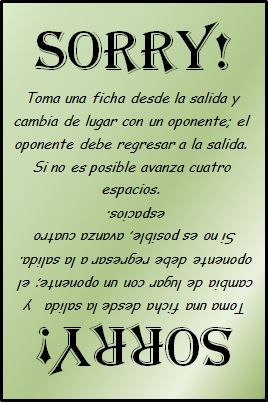 SORRY!
Toma una ficha desde la salida y
cambia de lugar con un oponente; el
oponente debe regresar a la salida.
Si no es posible avanza cuatro
espacios.
SORRY!
Toma una ficha desde la salida y
cambia de lugar con un oponente; el
oponente debe regresar a la salida.
Si no es posible, avanza cuatro
espacios.